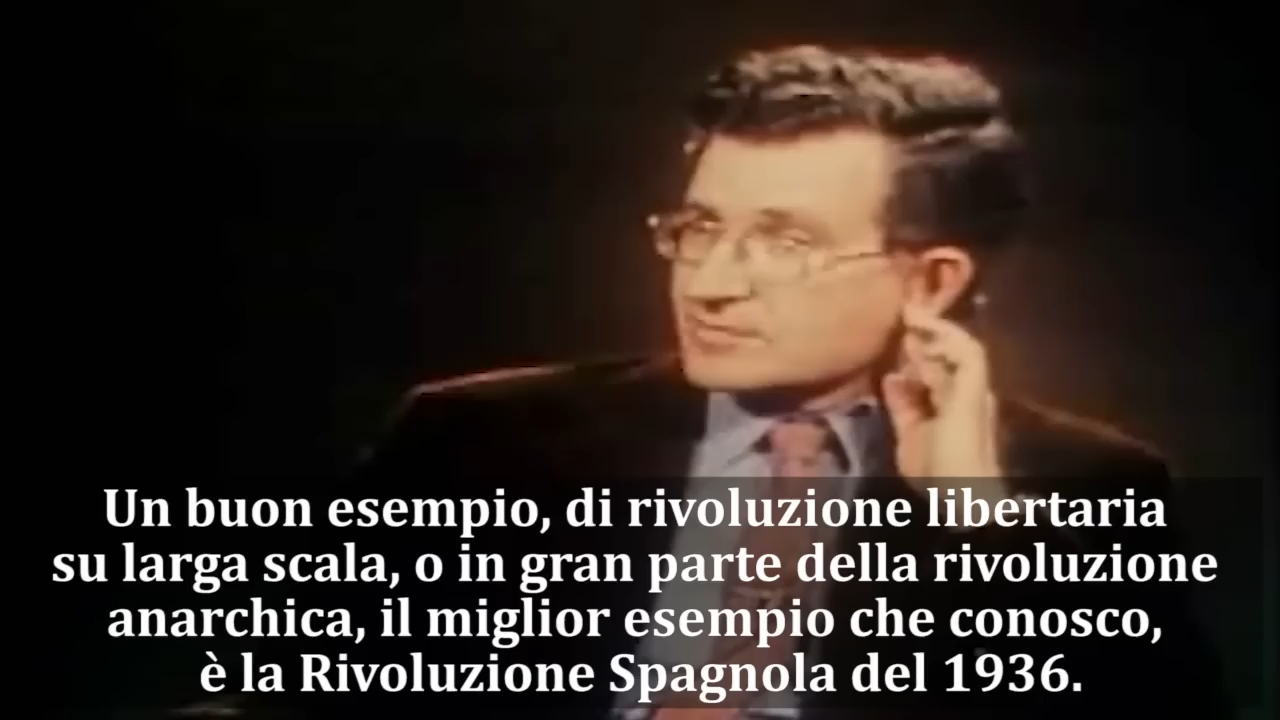 Un buon esempio, di rivoluzione libertaria
su larga scala, o in gran parte della rivoluzione
anarchica, il miglior esempio che conosco,
è la Rivoluzione Spagnola del 1936.